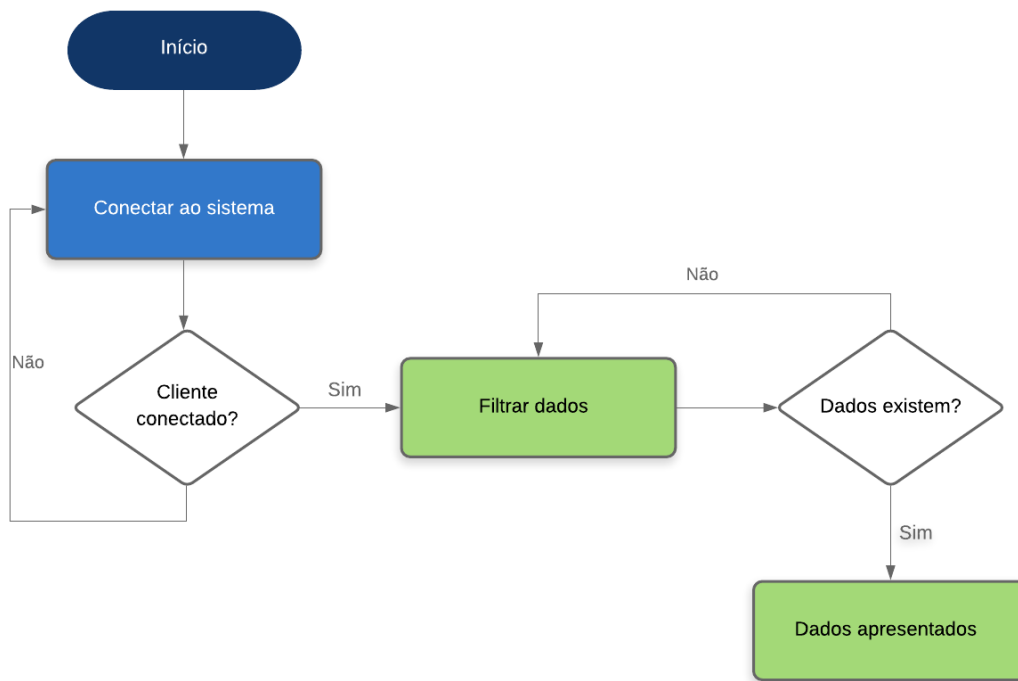 Início
Conectar ao sistema
Não
Não
Cliente
conectado?
Sim
Filtrar dados
Dados existem?
Sim
Dados apresentados